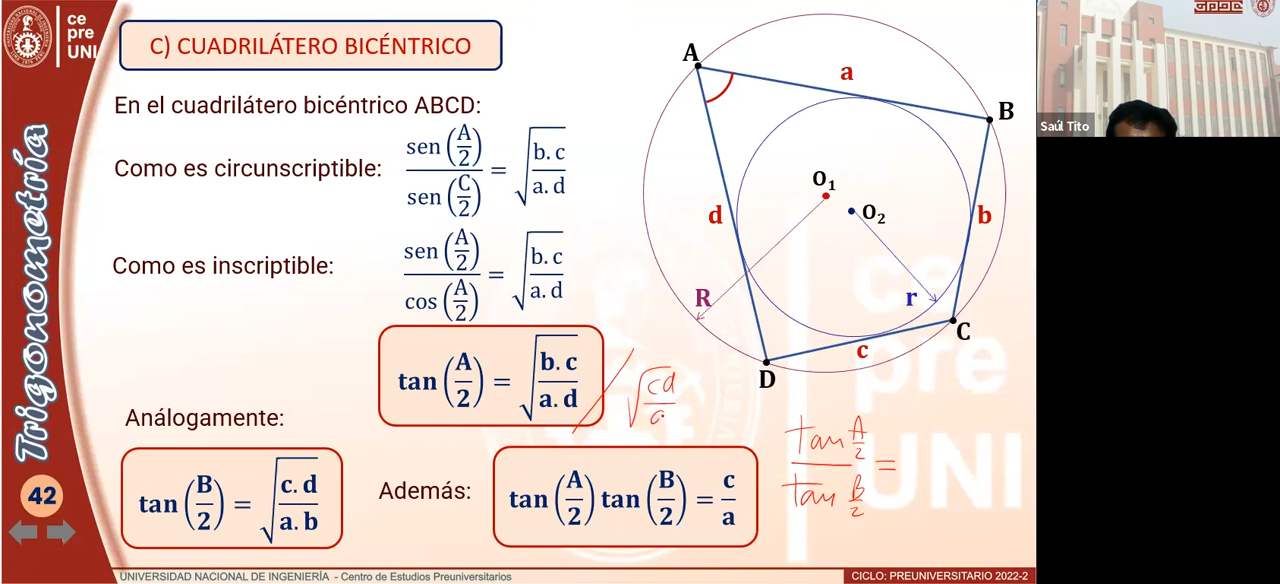 ce
pre
UNI
C) CUADRILÁTERO BICÉNTRICO
En el cuadrilátero bicéntrico ABCD:
Como es circunscriptible: sen(A/2) / sen(C/2) = √(b.c / a.d)
Como es inscriptible: sen(A/2) / cos(A/2) = √(b.c / a.d)
tan(A/2) = √(b.c / a.d)
√(cd / a
Análogamente:
tan(B/2) = √(c.d / a.b)
Además:
tan(A/2) tan(B/2) = c/a
tan A/2 / tan B/2 =
A
a
B
O₁
O₂
d
b
R
r
C
c
D
ce
pre
UNI
Trigonometría
42
Saúl Tito
UNIVERSIDAD NACIONAL DE INGENIERÍA - Centro de Estudios Preuniversitarios
CICLO: PREUNIVERSITARIO 2022-2